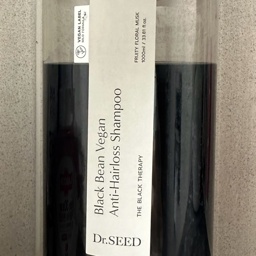 VEGAN LABEL
FRUITY FLORAL MUSK
1000ml / 33.81 fl. oz.
Black Bean Vegan
Anti-Hairloss Shampoo
THE BLACK THERAPY
Dr.SEED